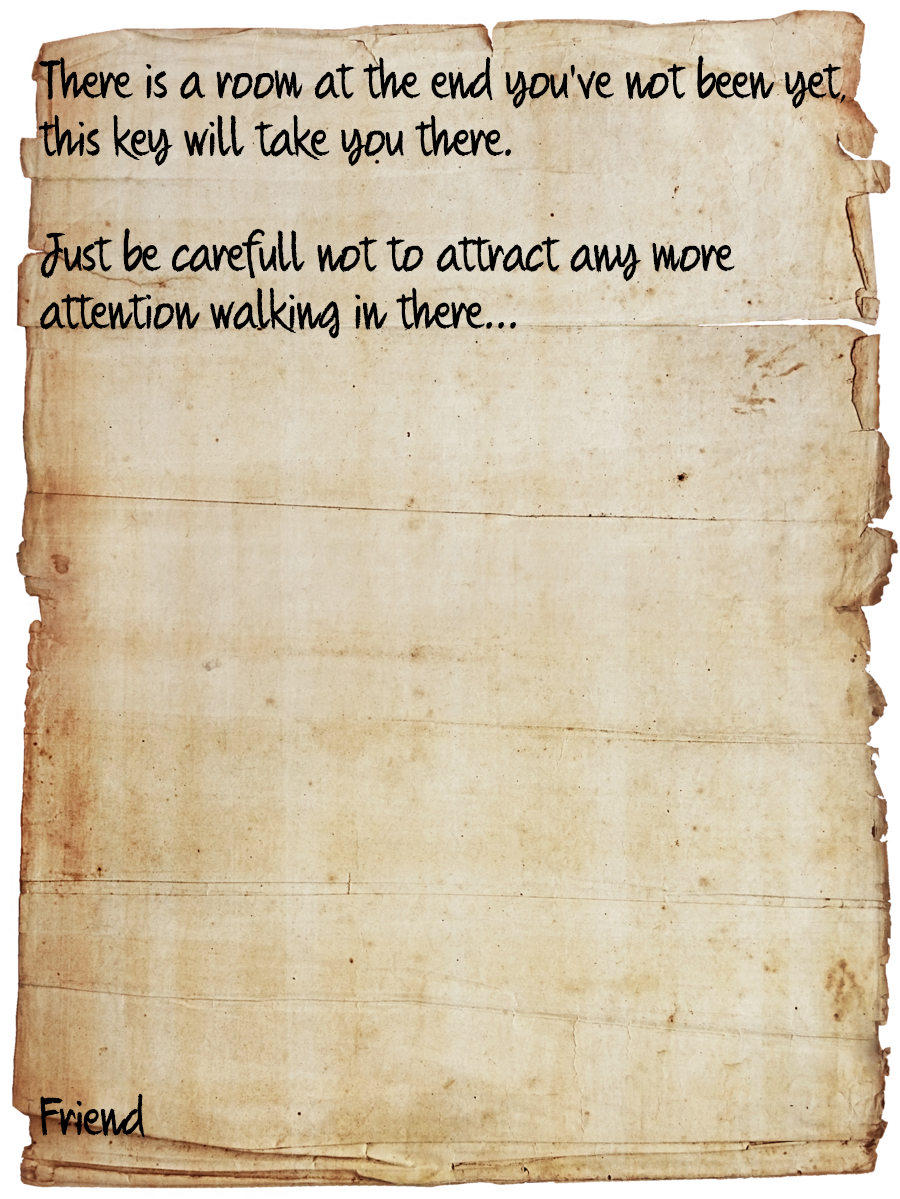 There is a room at the end you've not been yet,
this key will take you there.
Just be carefull not to attract any more
attention walking in there...
Friend